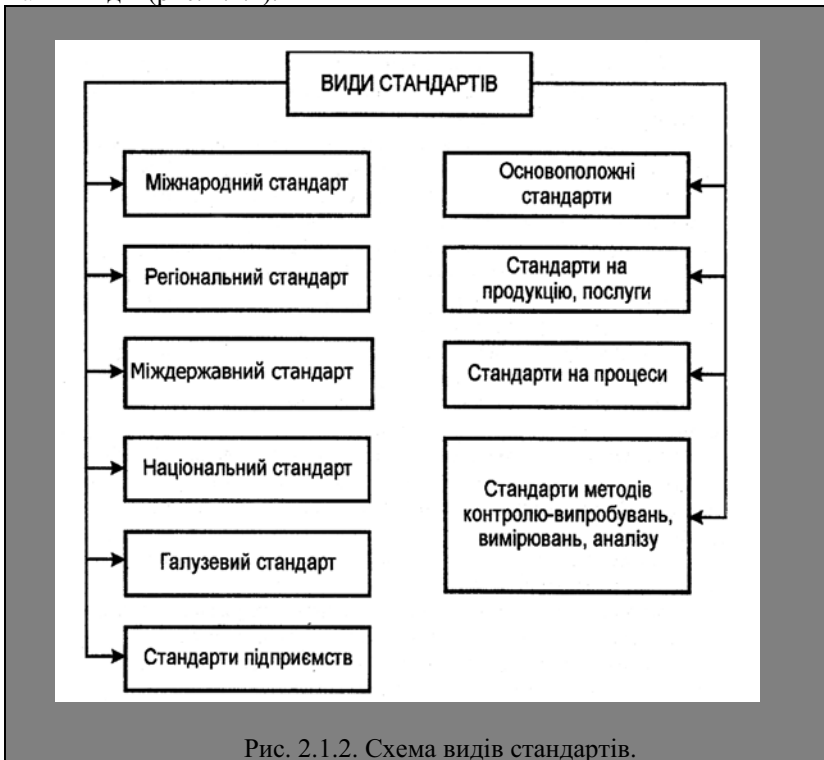 ВИДИ СТАНДАРТІВ
Міжнародний стандарт
Регіональний стандарт
Міждержавний стандарт
Національний стандарт
Галузевий стандарт
Стандарти підприємств
Основоположні
стандарти
Стандарти на
продукцію, послуги
Стандарти на процеси
Стандарти методів
контролю-випробувань,
вимірювань, аналізу
Рис. 2.1.2. Схема видів стандартів.